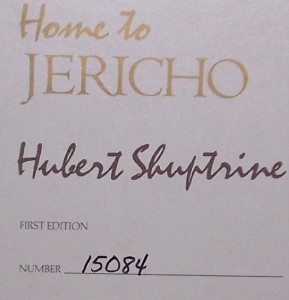 Home to
JERICHO
Hubert Shuptrine
FIRST EDITION
NUMBER 15084